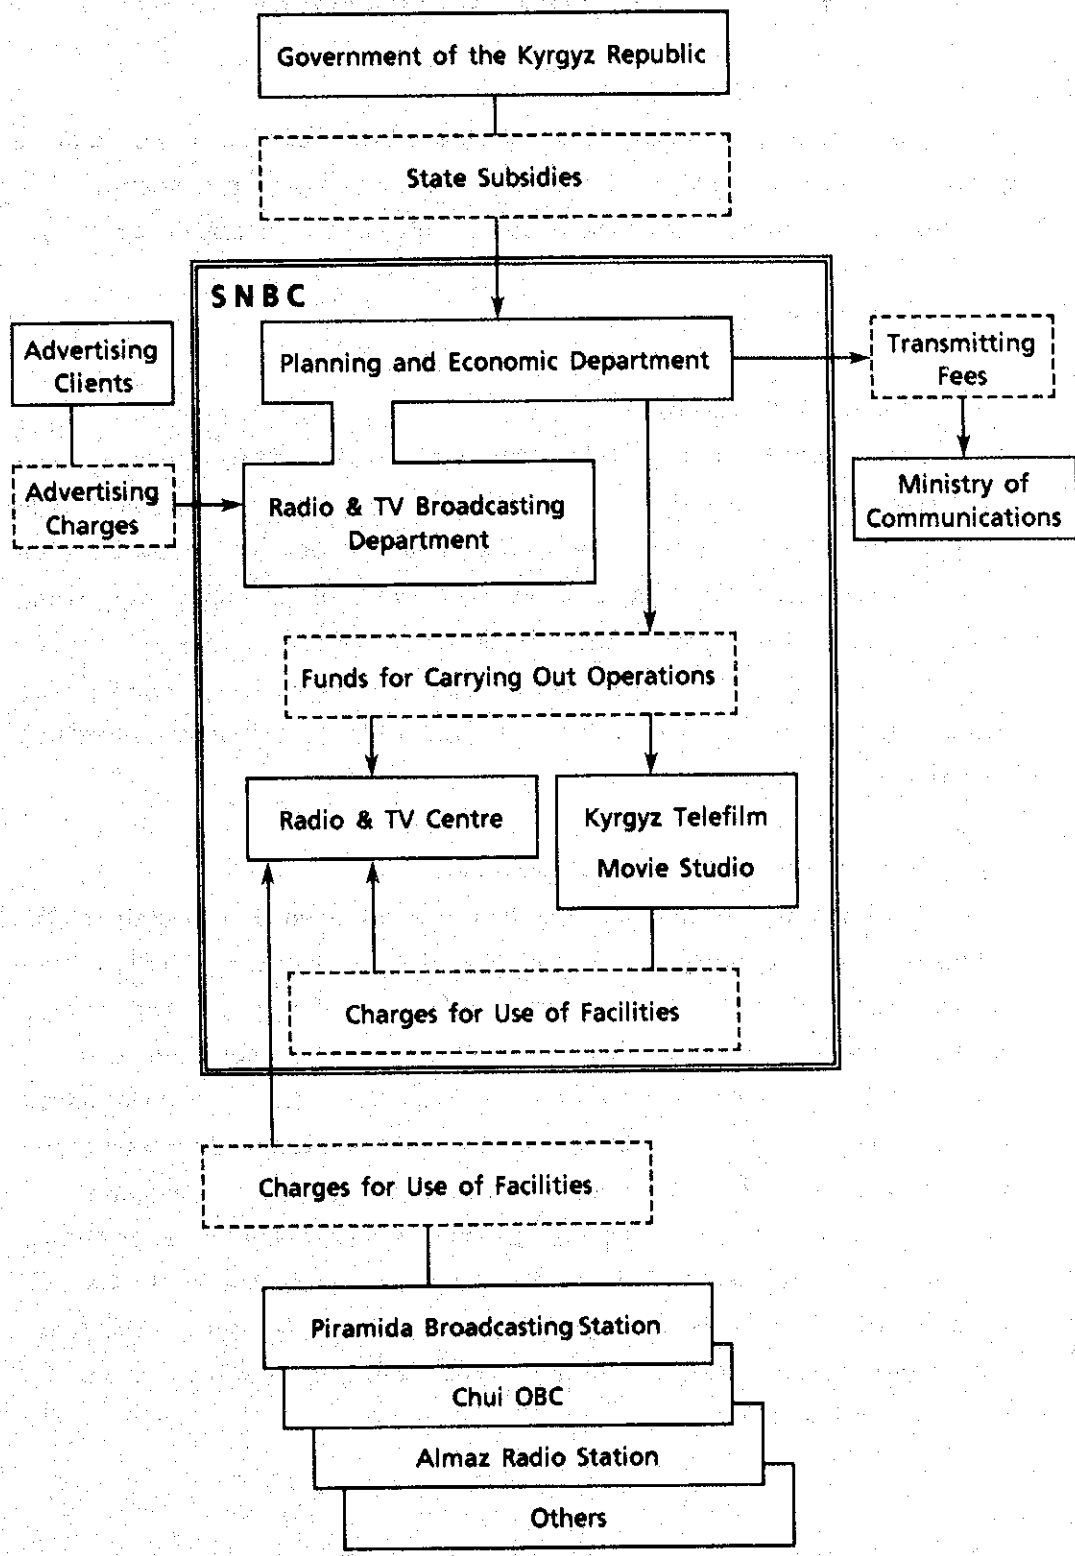 Government of the Kyrgyz Republic
State Subsidies
SNBC
Advertising
Clients
Planning and Economic Department
Transmitting
Fees
Advertising
Charges
Radio & TV Broadcasting
Department
Ministry of
Communications
Funds for Carrying Out Operations
Radio & TV Centre
Kyrgyz Telefilm
Movie Studio
Charges for Use of Facilities
Charges for Use of Facilities
Piramida Broadcasting Station
Chui OBC
Almaz Radio Station
Others